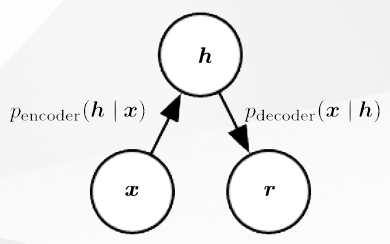 h
p_encoder(h | x) p_decoder(x | h)
x r